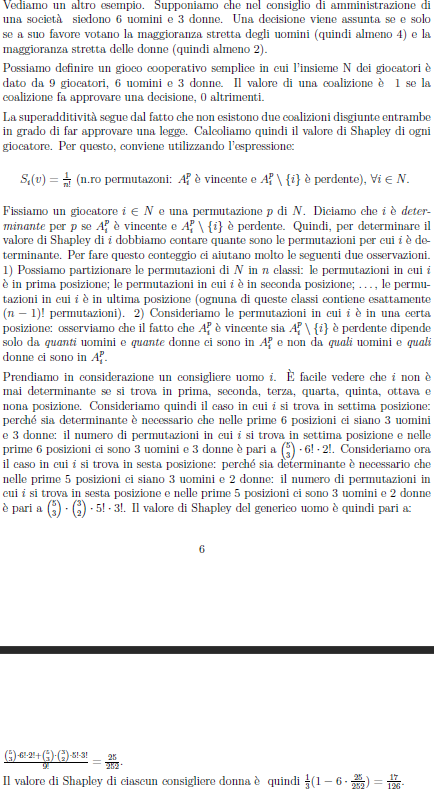 Vediamo un altro esempio. Supponiamo che nel consiglio di amministrazione di
una società siedono 6 uomini e 3 donne. Una decisione viene assunta se e solo
se a suo favore votano la maggioranza stretta degli uomini (quindi almeno 4) e la
maggioranza stretta delle donne (quindi almeno 2).
Possiamo definire un gioco cooperativo semplice in cui l'insieme N dei giocatori è
dato da 9 giocatori, 6 uomini e 3 donne. Il valore di una coalizione è 1 se la
coalizione fa approvare una decisione, 0 altrimenti.
La superadditività segue dal fatto che non esistono due coalizioni disgiunte entrambe
in grado di far approvare una legge. Calcoliamo quindi il valore di Shapley di ogni
giocatore. Per questo, conviene utilizzando l'espressione:
S_i(v) = \frac{1}{n!} (n.ro permutazoni: A_i^p è vincente e A_i^p \ {i} è perdente), ∀i ∈ N.
Fissiamo un giocatore i ∈ N e una permutazione p di N. Diciamo che i è deter-
minante per p se A_i^p è vincente e A_i^p \ {i} è perdente. Quindi, per determinare il
valore di Shapley di i dobbiamo contare quante sono le permutazioni per cui i è de-
terminante. Per fare questo conteggio ci aiutano molto le seguenti due osservazioni.
1) Possiamo partizionare le permutazioni di N in n classi: le permutazioni in cui i
è in prima posizione; le permutazioni in cui i è in seconda posizione; . . . , le permu-
tazioni in cui i è in ultima posizione (ognuna di queste classi contiene esattamente
(n − 1)! permutazioni). 2) Consideriamo le permutazioni in cui i è in una certa
posizione: osserviamo che il fatto che A_i^p è vincente sia A_i^p \ {i} è perdente dipende
solo da quanti uomini e quante donne ci sono in A_i^p e non da quali uomini e quali
donne ci sono in A_i^p.
Prendiamo in considerazione un consigliere uomo i. È facile vedere che i non è
mai determinante se si trova in prima, seconda, terza, quarta, quinta, ottava e
nona posizione. Consideriamo quindi il caso in cui i si trova in settima posizione:
perché sia determinante è necessario che nelle prime 6 posizioni ci siano 3 uomini
e 3 donne: il numero di permutazioni in cui i si trova in settima posizione e nelle
prime 6 posizioni ci sono 3 uomini e 3 donne è pari a \binom{5}{3} · 6! · 2!. Consideriamo ora
il caso in cui i si trova in sesta posizione: perché sia determinante è necessario che
nelle prime 5 posizioni ci siano 3 uomini e 2 donne: il numero di permutazioni in
cui i si trova in sesta posizione e nelle prime 5 posizioni ci sono 3 uomini e 2 donne
è pari a \binom{5}{3} · \binom{3}{2} · 5! · 3!. Il valore di Shapley del generico uomo è quindi pari a:
6
\frac{\binom{5}{3}·6!·2!+\binom{5}{3}·\binom{3}{2}·5!·3!}{9!} = \frac{25}{252}.
Il valore di Shapley di ciascun consigliere donna è quindi \frac{1}{3}(1 − 6 · \frac{25}{252}) = \frac{17}{126}.